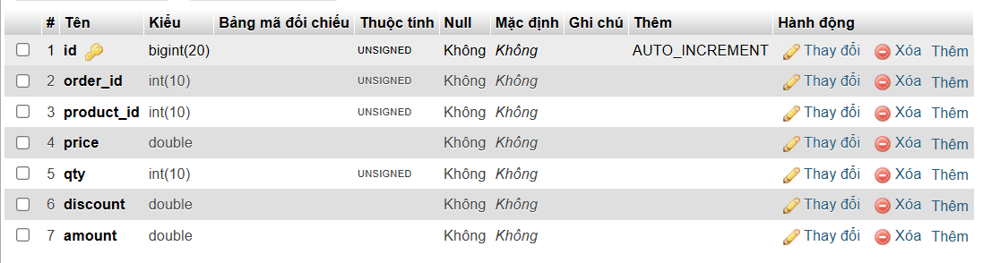 # Tên Kiểu Bảng mã đối chiếu Thuộc tính Null Mặc định Ghi chú Thêm Hành động
1 id bigint(20) UNSIGNED Không Không AUTO_INCREMENT Thay đổi Xóa Thêm
2 order_id int(10) UNSIGNED Không Không Thay đổi Xóa Thêm
3 product_id int(10) UNSIGNED Không Không Thay đổi Xóa Thêm
4 price double Không Không Thay đổi Xóa Thêm
5 qty int(10) UNSIGNED Không Không Thay đổi Xóa Thêm
6 discount double Không Không Thay đổi Xóa Thêm
7 amount double Không Không Thay đổi Xóa Thêm